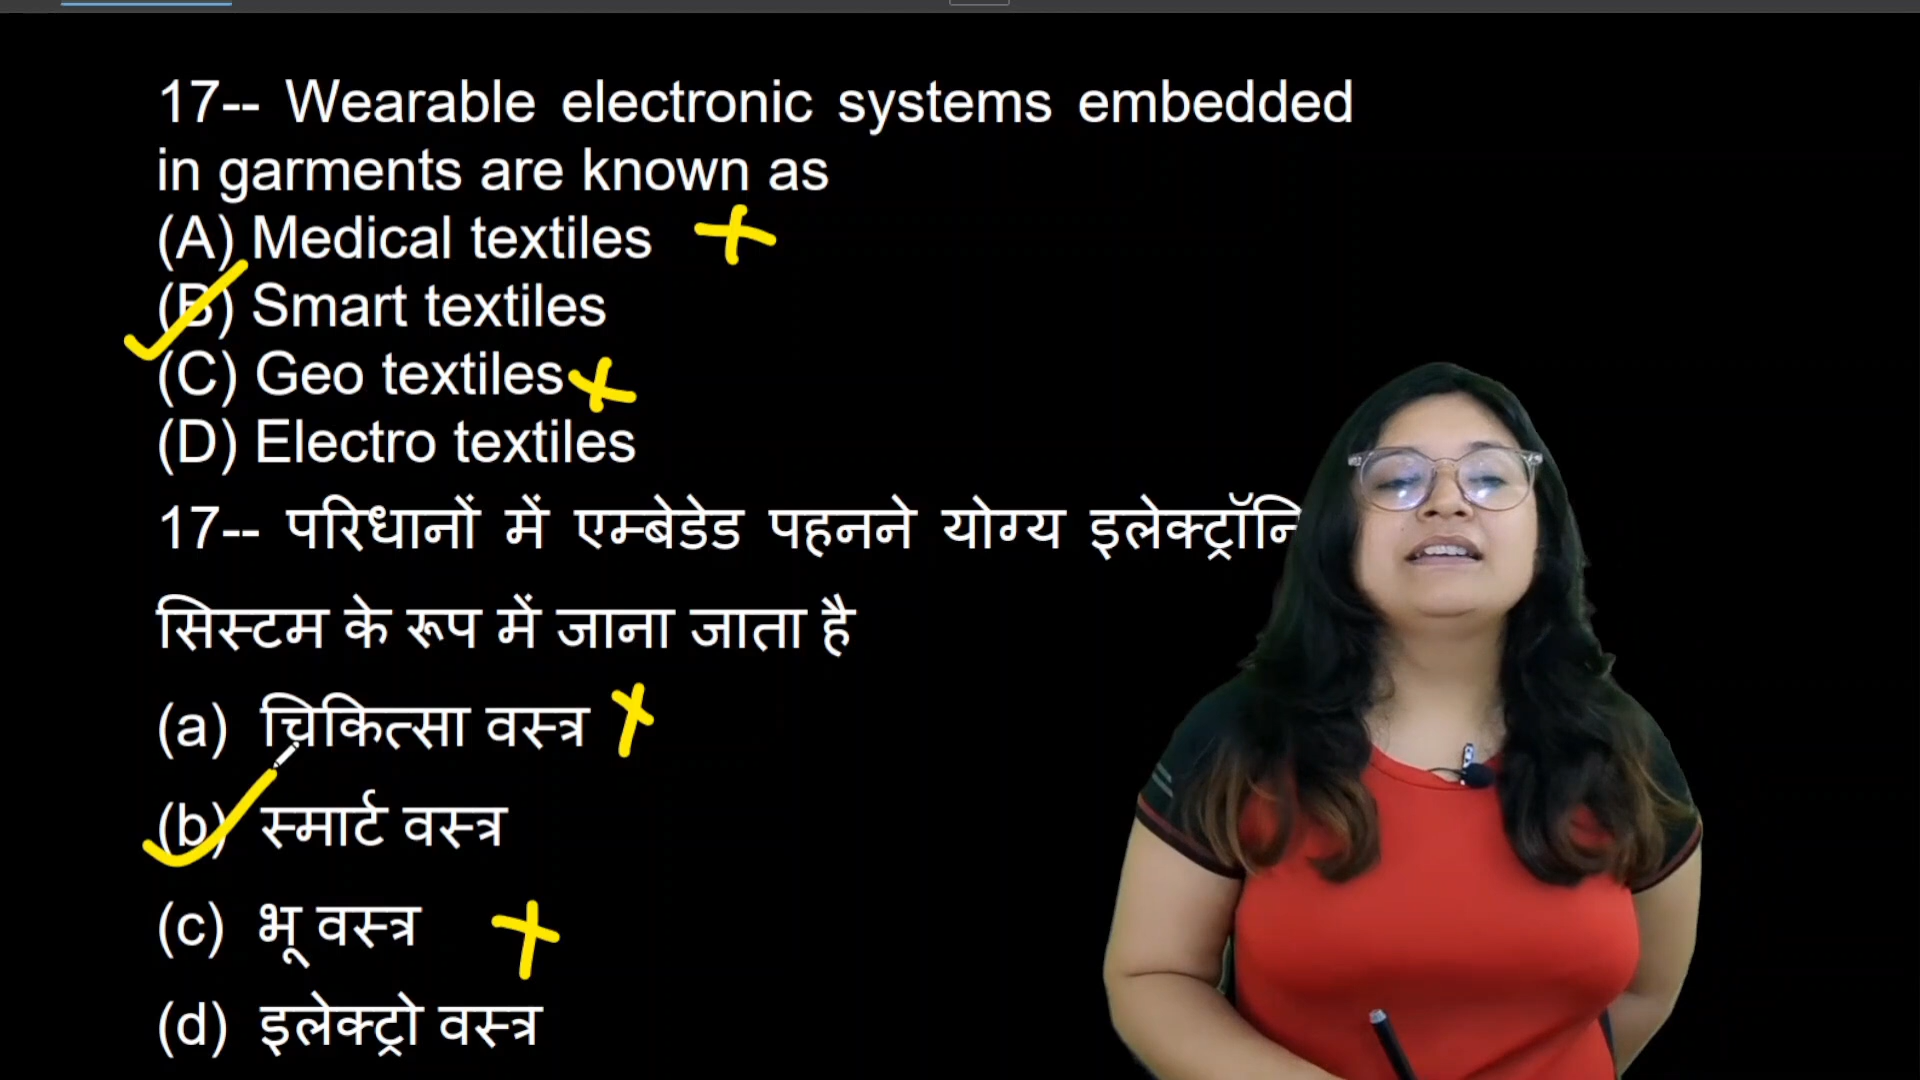 17-- Wearable electronic systems embedded
in garments are known as
(A) Medical textiles
(B) Smart textiles
(C) Geo textiles
(D) Electro textiles
17-- परिधानों में एम्बेडेड पहनने योग्य
सिस्टम के रूप में जाना जाता है
(a) चिकित्सा वस्त्र
(b) स्मार्ट वस्त्र
(c) भू वस्त्र
(d) इलेक्ट्रो वस्त्र